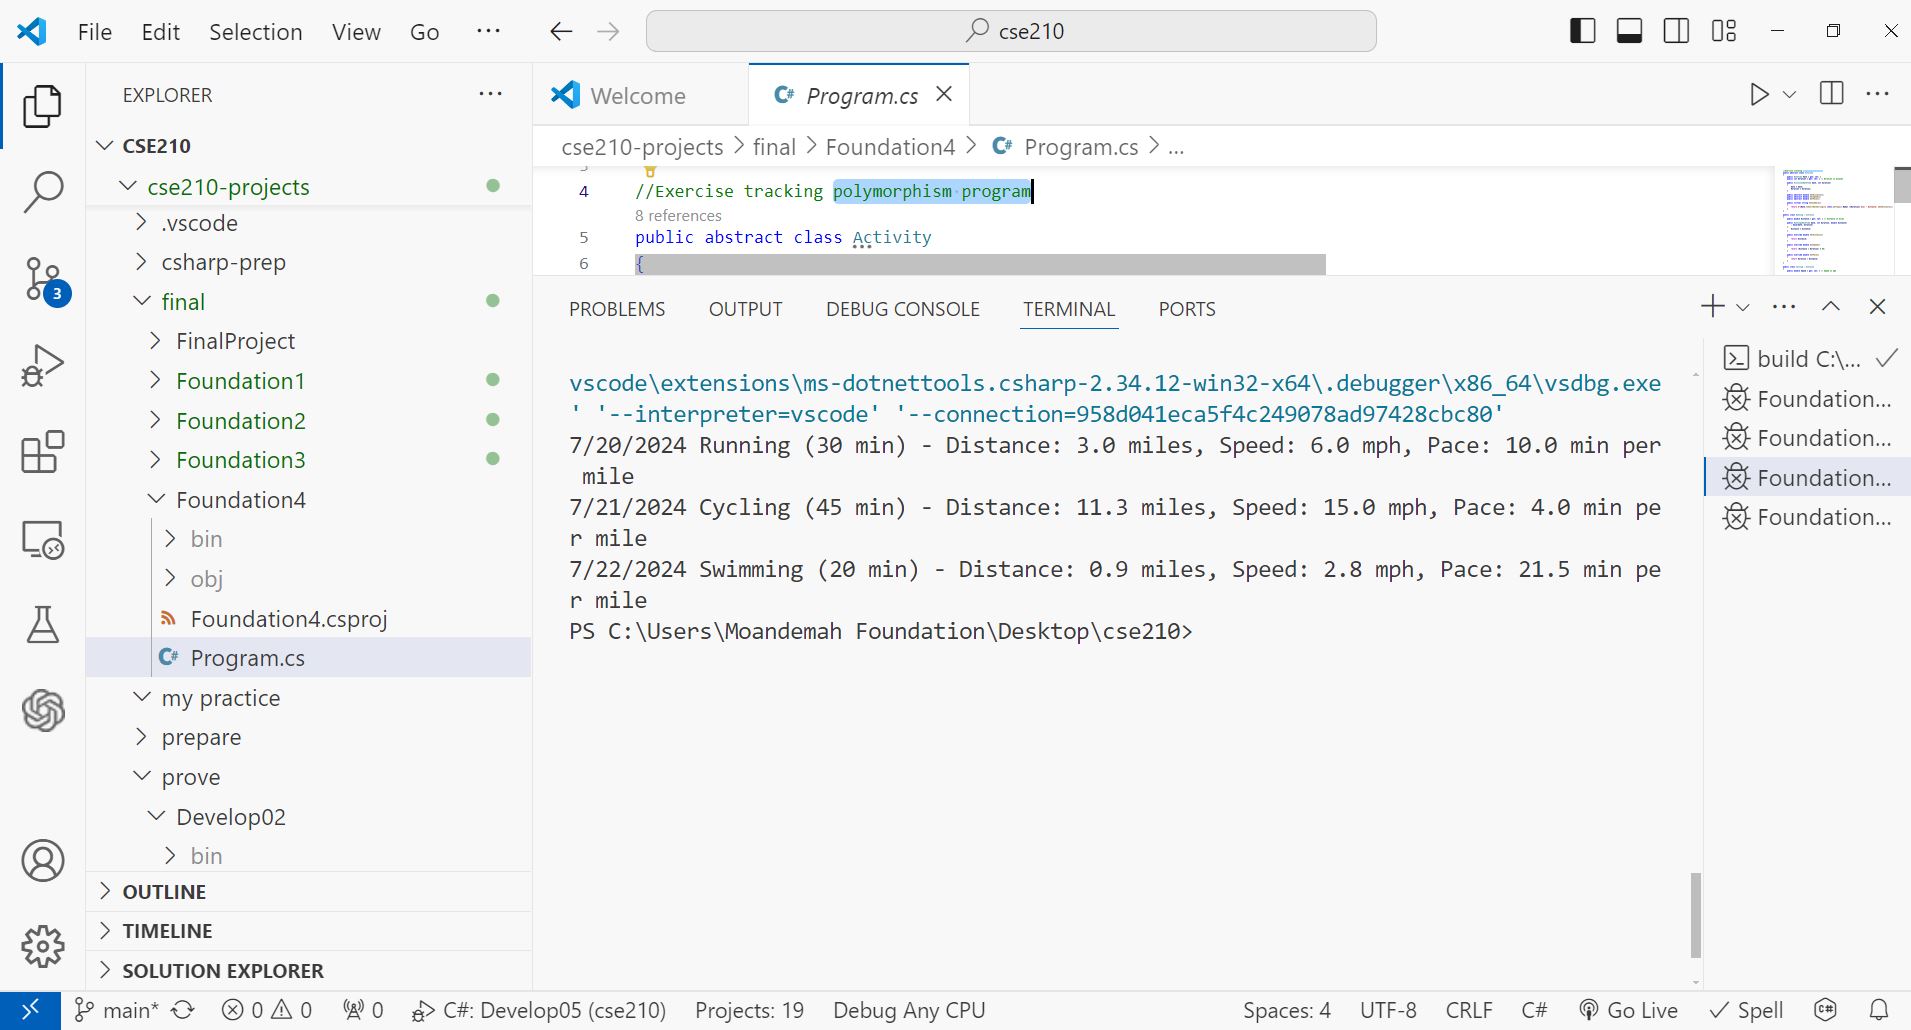 File Edit Selection View Go ...
cse210
EXPLORER
CSE210
cse210-projects
.vscode
csharp-prep
final
FinalProject
Foundation1
Foundation2
Foundation3
Foundation4
bin
obj
Foundation4.csproj
Program.cs
my practice
prepare
prove
Develop02
bin
OUTLINE
TIMELINE
SOLUTION EXPLORER
3
Welcome
C# Program.cs
cse210-projects > final > Foundation4 > C# Program.cs > ...
4 //Exercise tracking polymorphism program
8 references
5 public abstract class Activity
6 {
PROBLEMS OUTPUT DEBUG CONSOLE TERMINAL PORTS
vscode\extensions\ms-dotnettools.csharp-2.34.12-win32-x64\.debugger\x86_64\vsdbg.exe
' '--interpreter=vscode' '--connection=958d041eca5f4c249078ad97428cbc80'
7/20/2024 Running (30 min) - Distance: 3.0 miles, Speed: 6.0 mph, Pace: 10.0 min per
mile
7/21/2024 Cycling (45 min) - Distance: 11.3 miles, Speed: 15.0 mph, Pace: 4.0 min pe
r mile
7/22/2024 Swimming (20 min) - Distance: 0.9 miles, Speed: 2.8 mph, Pace: 21.5 min pe
r mile
PS C:\Users\Moandemah Foundation\Desktop\cse210>
build C:\...
Foundation...
Foundation...
Foundation...
Foundation...
main* 0 0 0 C#: Develop05 (cse210) Projects: 19 Debug Any CPU Spaces: 4 UTF-8 CRLF C# Go Live Spell